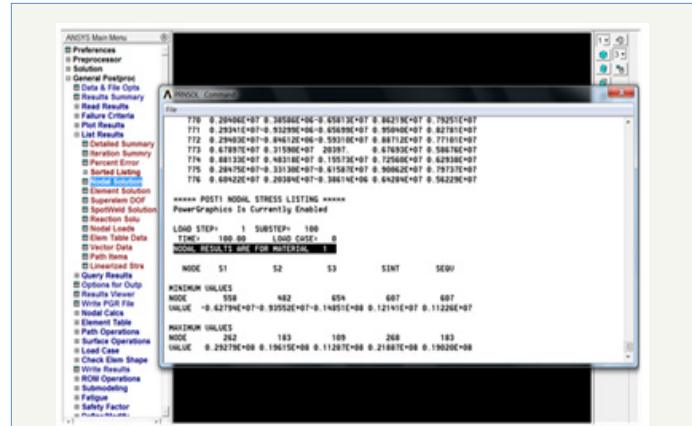 ANSYS Main Menu
Preferences
Preprocessor
Solution
General Postproc
Data & File Opts
Results Summary
Read Results
Failure Criteria
Plot Results
List Results
Detailed Summary
Iteration Summry
Percent Error
Sorted Listing
Nodal Solution
Element Solution
Superelem DOF
SpotWeld Solution
Reaction Solu
Nodal Loads
Elem Table Data
Vector Data
Path Items
Linearized Strs
Query Results
Options for Outp
Results Viewer
Write PGR File
Nodal Calcs
Element Table
Path Operations
Surface Operations
Load Case
Check Elem Shape
Write Results
ROM Operations
Submodeling
Fatigue
Safety Factor
Define/Modify
PRNSOL Command
File
770 0.20406E+07 0.38586E+06-0.65813E+07 0.86219E+07 0.79251E+07
771 0.29341E+07-0.93299E+06-0.65699E+07 0.95040E+07 0.82781E+07
772 0.29403E+07-0.84612E+06-0.59310E+07 0.88712E+07 0.77101E+07
773 0.67897E+07 0.31590E+07 20397. 0.67693E+07 0.58676E+07
774 0.88133E+07 0.48318E+07 0.15573E+07 0.72560E+07 0.62938E+07
775 0.28475E+07-0.33130E+07-0.61587E+07 0.90062E+07 0.79737E+07
776 0.60422E+07 0.20384E+07-0.38614E+06 0.64284E+07 0.56229E+07
***** POST1 NODAL STRESS LISTING *****
PowerGraphics Is Currently Enabled
LOAD STEP= 1 SUBSTEP= 100
TIME= 100.00 LOAD CASE= 0
NODAL RESULTS ARE FOR MATERIAL 1
NODE S1 S2 S3 SINT SEQV
MINIMUM VALUES
NODE 558 482 654 607 607
VALUE -0.62794E+07-0.93552E+07-0.14851E+08 0.12141E+07 0.11226E+07
MAXIMUM VALUES
NODE 262 183 109 268 183
VALUE 0.29279E+08 0.19615E+08 0.11287E+08 0.21887E+08 0.19020E+08
1
3